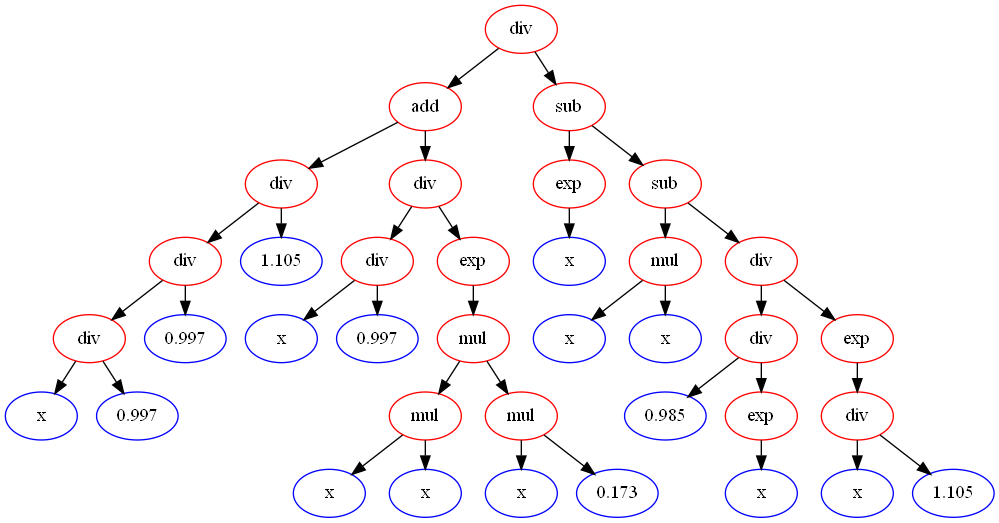 div
add sub
div div exp sub
div 1.105 div exp x mul div
div 0.997 x 0.997 mul x x div exp
x 0.997 mul mul 0.985 exp div
x x x 0.173 x x 1.105